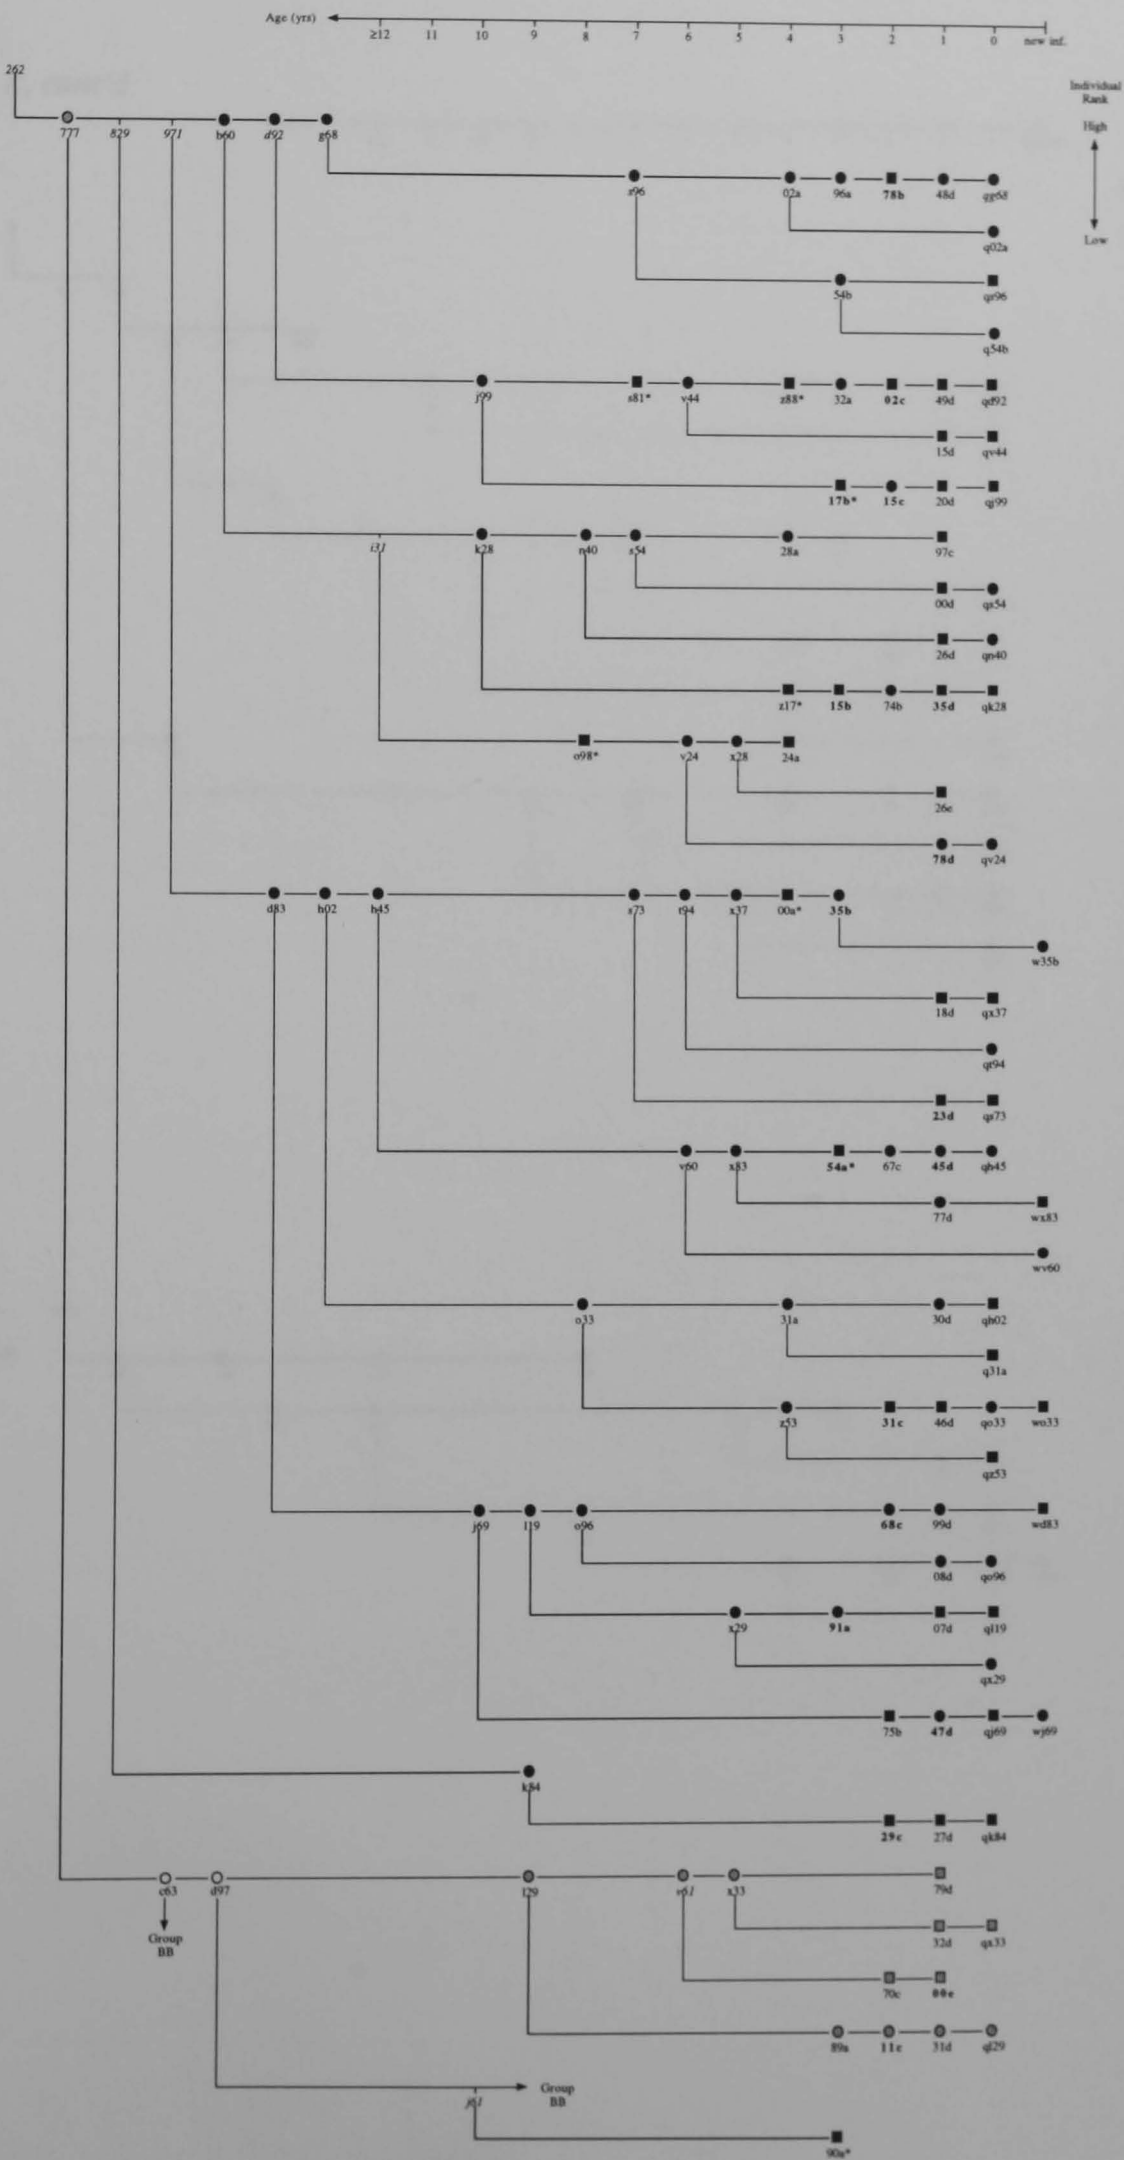 Age (yrs)
≥12 11 10 9 8 7 6 5 4 3 2 1 0 new inf.
262
Individual
Rank
High
Low
777 829 971 b60 d92 g68
s96 02a 96a 78b 48d qg68
q02a
54b qs96
q54b
j99 s81* v44 z88* 32a 02c 49d qd92
15d qv44
17b* 15c 20d qj99
i31 k28 n40 s54 28a 97c
00d qs54
26d qn40
z17* 15b 74b 35d qk28
o98* v24 x28 24a
26e
78d qv24
d83 h02 h45 s73 t94 x37 00a* 35b
w35b
18d qx37
qt94
23d qs73
v60 x83 54a* 67c 45d qh45
77d wx83
wv60
o33 31a 30d qh02
q31a
z53 31c 46d qo33 wo33
qz53
j69 l19 o96 68c 99d wd83
08d qo96
x29 91a 07d ql19
qx29
75b 47d qj69 wj69
k84
29c 27d qk84
c63 d97 l29 v61 x33 79d
Group
BB
32d qx33
70c 00e
89a 11c 31d ql29
j61
Group
BB
90a*